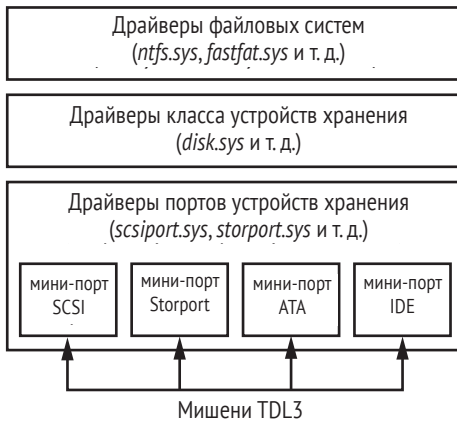 Драйверы файловых систем
(ntfs.sys, fastfat.sys и т. д.)
Драйверы класса устройств хранения
(disk.sys и т. д.)
Драйверы портов устройств хранения
(scsiport.sys, storport.sys и т. д.)
мини-порт
SCSI
мини-порт
Storport
мини-порт
ATA
мини-порт
IDE
Мишени TDL3